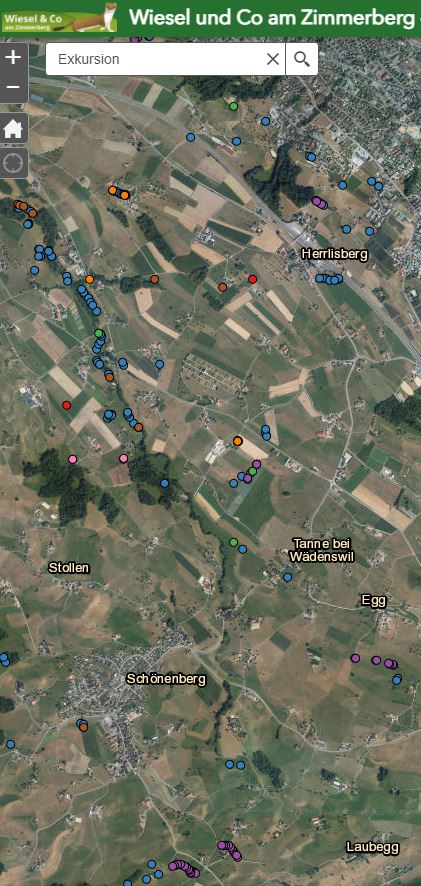 Wiesel & Co
am Zimmerberg
Wiesel und Co am Zimmerberg
+
Exkursion
−
Herrlisberg
Tanne bei
Wädenswil
Stollen
Egg
Schönenberg
Laubegg